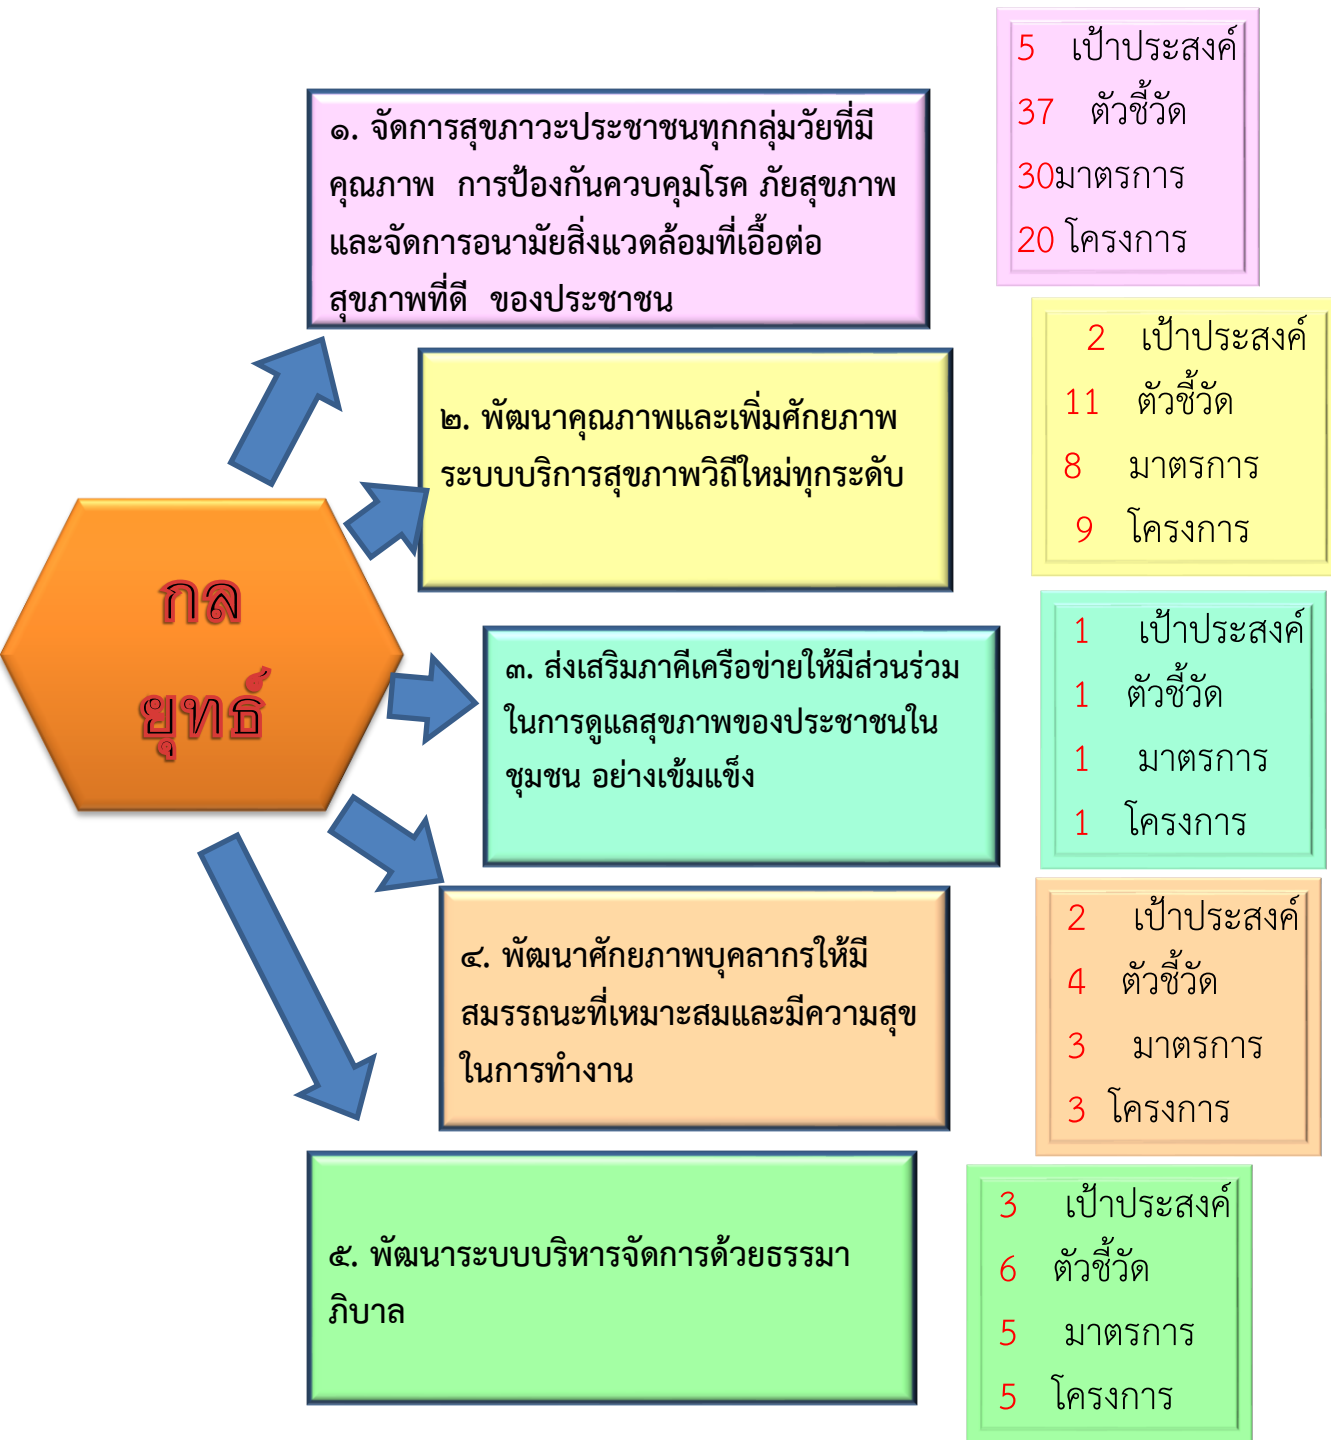 กล
ยุทธ์
๑. จัดการสุขภาวะประชาชนทุกกลุ่มวัยที่มี
คุณภาพ  การป้องกันควบคุมโรค ภัยสุขภาพ
และจัดการอนามัยสิ่งแวดล้อมที่เอื้อต่อ
สุขภาพที่ดี  ของประชาชน
5 เป้าประสงค์
37 ตัวชี้วัด
30มาตรการ
20 โครงการ
๒. พัฒนาคุณภาพและเพิ่มศักยภาพ
ระบบบริการสุขภาพวิถีใหม่ทุกระดับ
2 เป้าประสงค์
11 ตัวชี้วัด
8 มาตรการ
9 โครงการ
๓. ส่งเสริมภาคีเครือข่ายให้มีส่วนร่วม
ในการดูแลสุขภาพของประชาชนใน
ชุมชน อย่างเข้มแข็ง
1 เป้าประสงค์
1 ตัวชี้วัด
1 มาตรการ
1 โครงการ
๔. พัฒนาศักยภาพบุคลากรให้มี
สมรรถนะที่เหมาะสมและมีความสุข
ในการทำงาน
2 เป้าประสงค์
4 ตัวชี้วัด
3 มาตรการ
3 โครงการ
๕. พัฒนาระบบบริหารจัดการด้วยธรรมา
ภิบาล
3 เป้าประสงค์
6 ตัวชี้วัด
5 มาตรการ
5 โครงการ